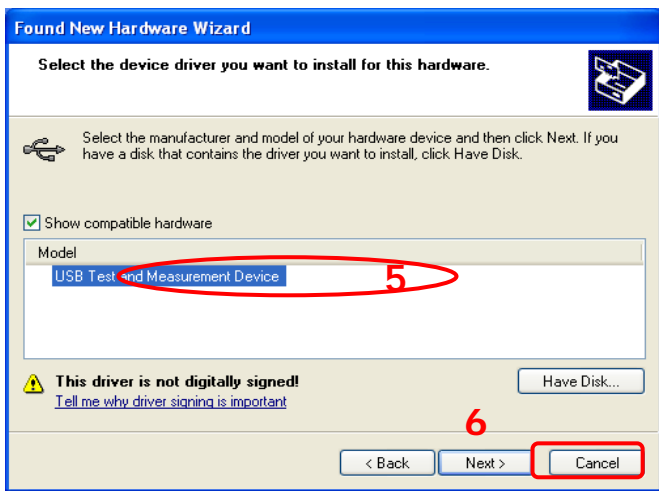 Found New Hardware Wizard
Select the device driver you want to install for this hardware.
Select the manufacturer and model of your hardware device and then click Next. If you
have a disk that contains the driver you want to install, click Have Disk.
Show compatible hardware
Model
USB Test and Measurement Device
5
This driver is not digitally signed!
Have Disk...
Tell me why driver signing is important
6
< Back
Next >
Cancel